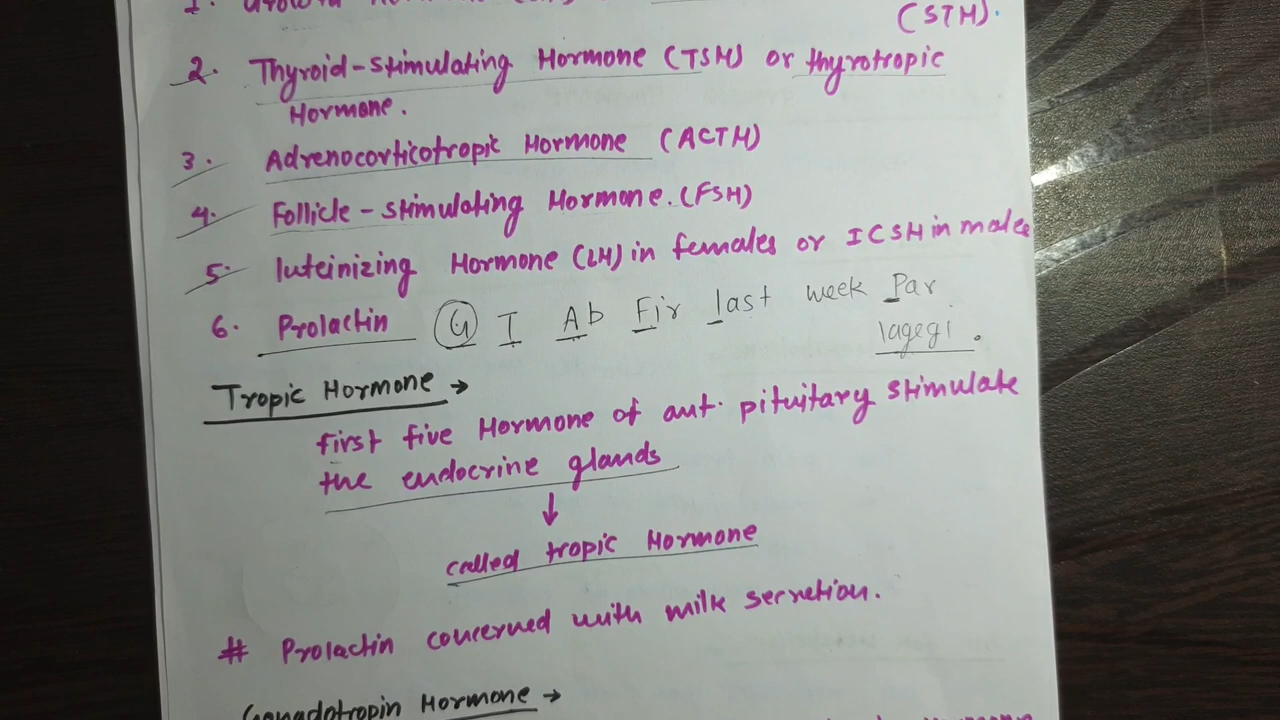 1. Growth
(STH).
2. Thyroid-stimulating Hormone (TSH) or thyrotropic
Hormone.
3. Adrenocorticotropic Hormone (ACTH)
4. Follicle-stimulating Hormone. (FSH)
5. luteinizing Hormone (LH) in females or ICSH in males
6. Prolactin G T Ab Fir last week Par
lagegi.
Tropic Hormone →
first five Hormone of ant. pituitary stimulate
the endocrine glands
↓
called tropic Hormone
# Prolactin concerned with milk secretion.
Gonadotropin Hormone →